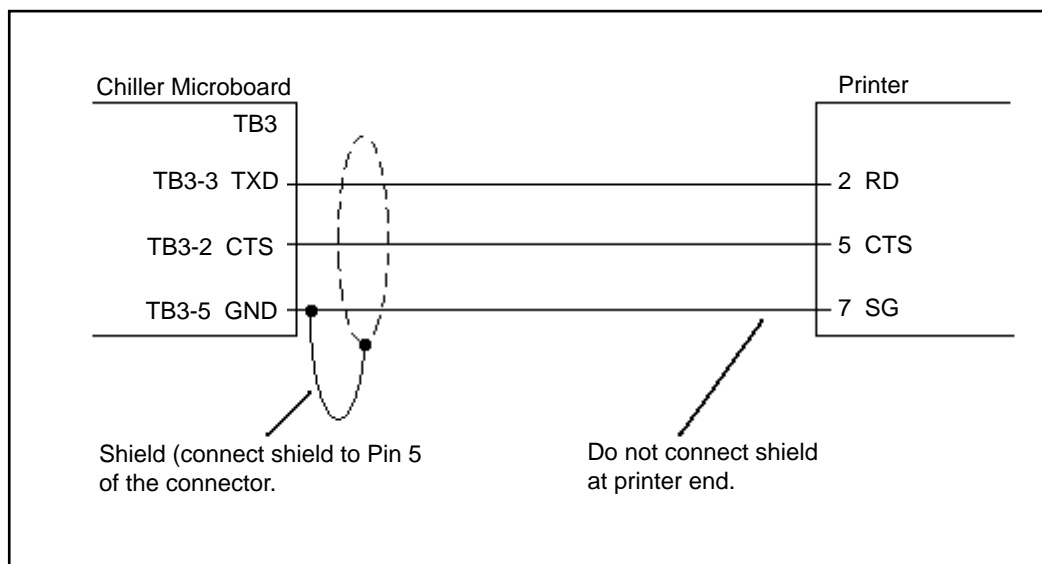 Chiller Microboard
Printer
TB3
TB3-3 TXD
2 RD
TB3-2 CTS
5 CTS
TB3-5 GND
7 SG
Shield (connect shield to Pin 5
of the connector.
Do not connect shield
at printer end.